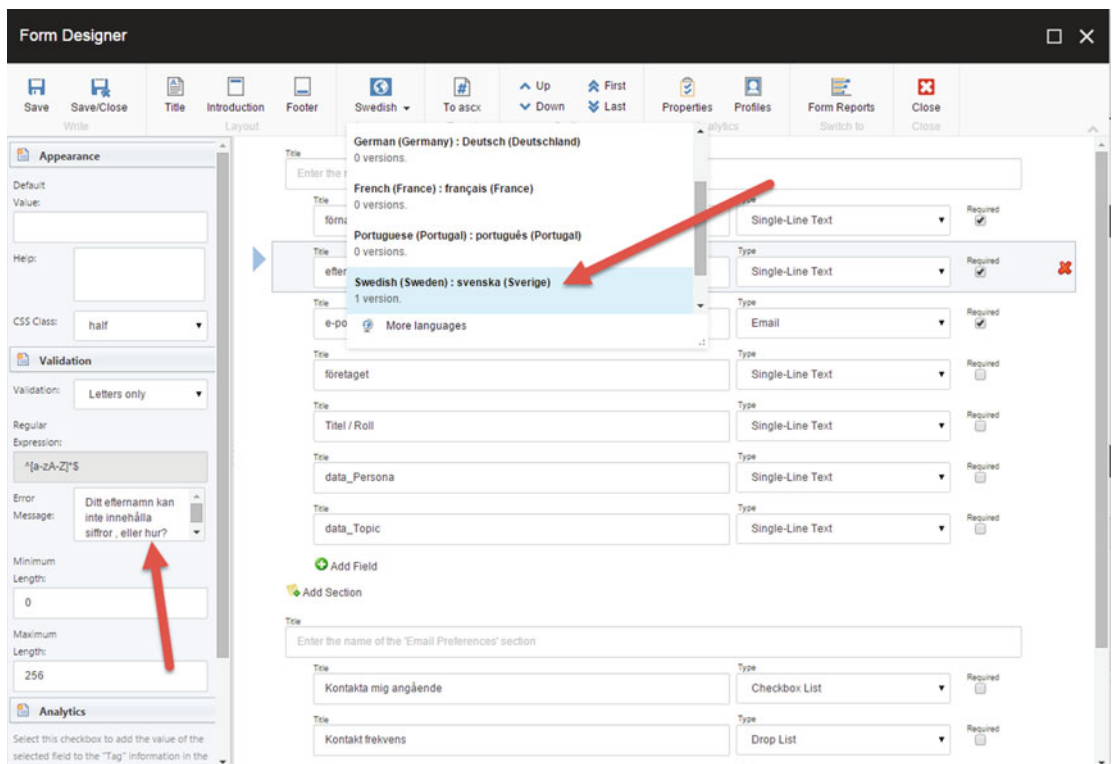 Form Designer
Save
Save/Close
Title
Introduction
Footer
Swedish
To ascx
Up
Down
First
Last
Properties
Profiles
Form Reports
Close
Write
Layout
Switch to
Close
Appearance
Default
Value:
Help:
CSS Class:
half
Validation
Validation:
Letters only
Regular
Expression:
^[a-zA-Z]*$
Error
Message:
Ditt efternamn kan
inte innehålla
siffror , eller hur?
Minimum
Length:
0
Maximum
Length:
256
Analytics
Select this checkbox to add the value of the
selected field to the "Tag" information in the
German (Germany) : Deutsch (Deutschland)
0 versions.
French (France) : français (France)
0 versions.
Portuguese (Portugal) : português (Portugal)
0 versions.
Swedish (Sweden) : svenska (Sverige)
1 version.
More languages
Title
Enter the
Title
Single-Line Text
Required
Title
Type
Single-Line Text
Required
Title
Type
Email
Required
Title
företaget
Type
Single-Line Text
Required
Title
Titel / Roll
Type
Single-Line Text
Required
Title
data_Persona
Type
Single-Line Text
Required
Title
data_Topic
Type
Single-Line Text
Required
Add Field
Add Section
Title
Enter the name of the 'Email Preferences' section
Title
Kontakta mig angående
Type
Checkbox List
Required
Title
Kontakt frekvens
Type
Drop List
Required